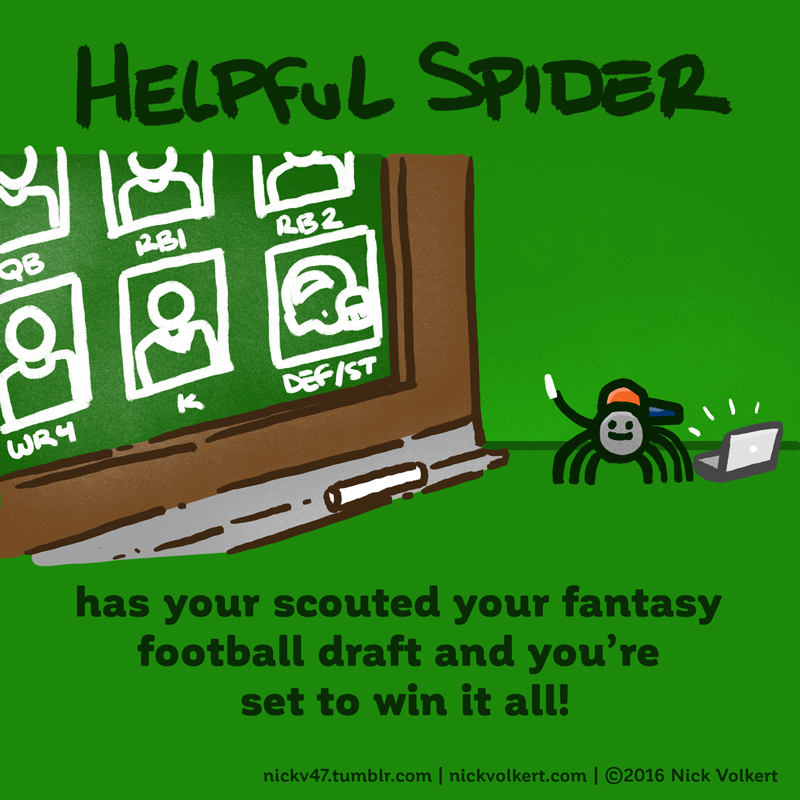 HELPFUL SPIDER
QB RB1 RB2
WR4 K DEF/ST
has your scouted your fantasy
football draft and you're
set to win it all!
nickv47.tumblr.com | nickvolkert.com | ©2016 Nick Volkert